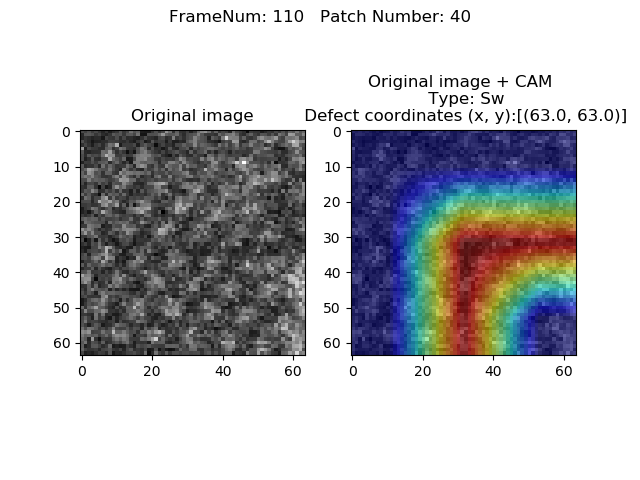 FrameNum: 110   Patch Number: 40
Original image
Original image + CAM
Type: Sw
Defect coordinates (x, y):[(63.0, 63.0)]
0
10
20
30
40
50
60
0 20 40 60
0
10
20
30
40
50
60
0 20 40 60